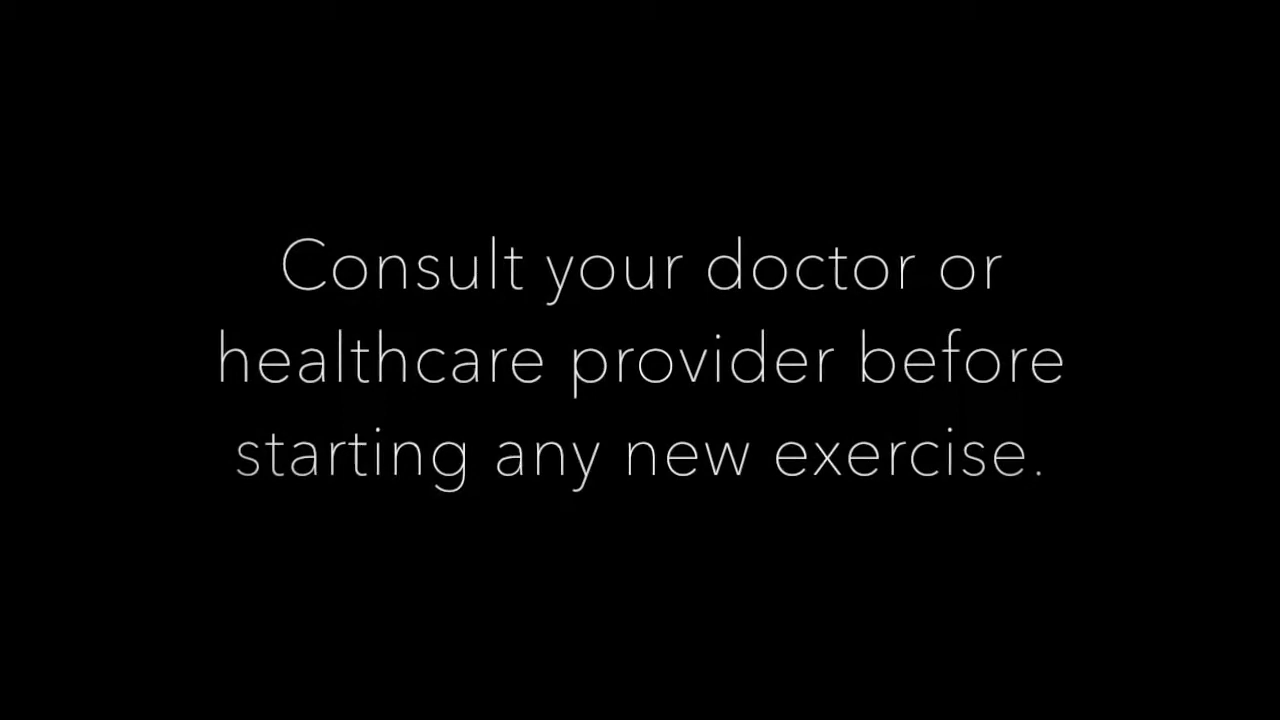 Consult your doctor or
healthcare provider before
starting any new exercise.